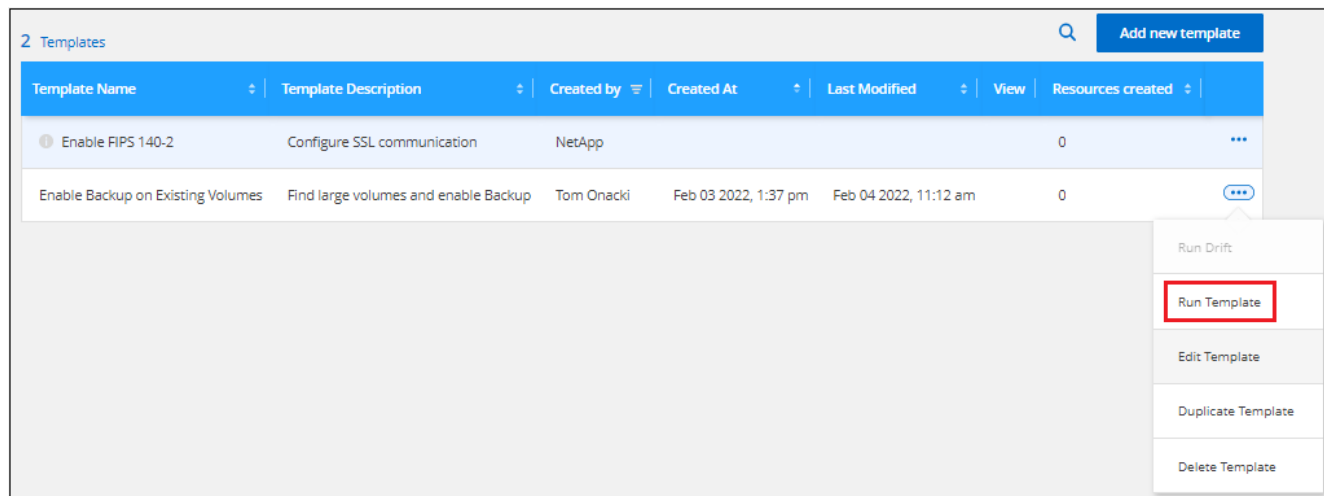 2 Templates
Add new template
Template Name Template Description Created by Created At Last Modified View Resources created
Enable FIPS 140-2 Configure SSL communication NetApp 0
Enable Backup on Existing Volumes Find large volumes and enable Backup Tom Onacki Feb 03 2022, 1:37 pm Feb 04 2022, 11:12 am 0
Run Drift
Run Template
Edit Template
Duplicate Template
Delete Template